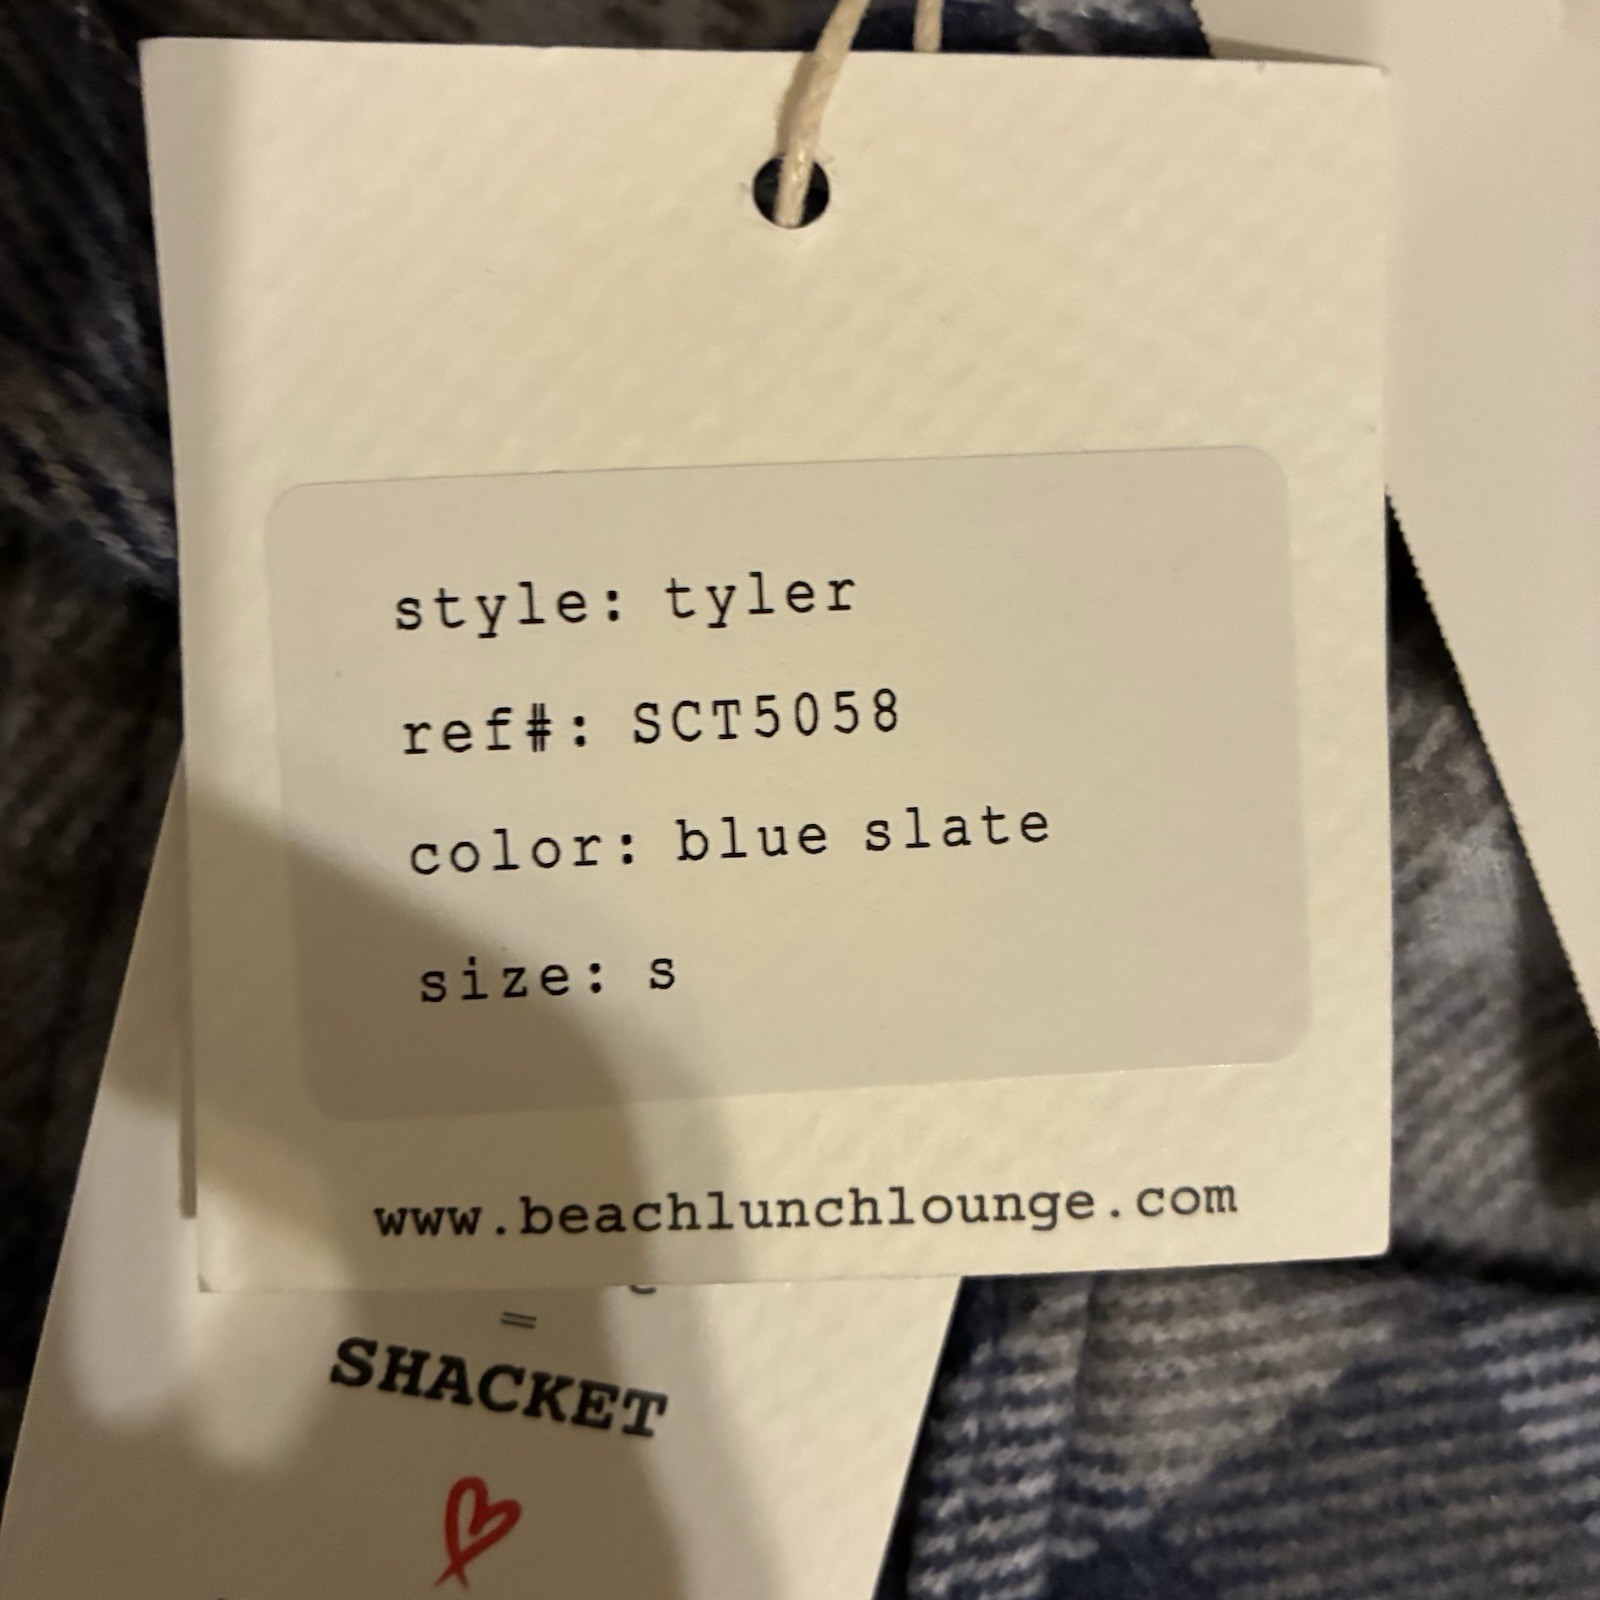 style: tyler
ref#: SCT5058
color: blue slate
size: s
www.beachlunchlounge.com
=
SHACKET